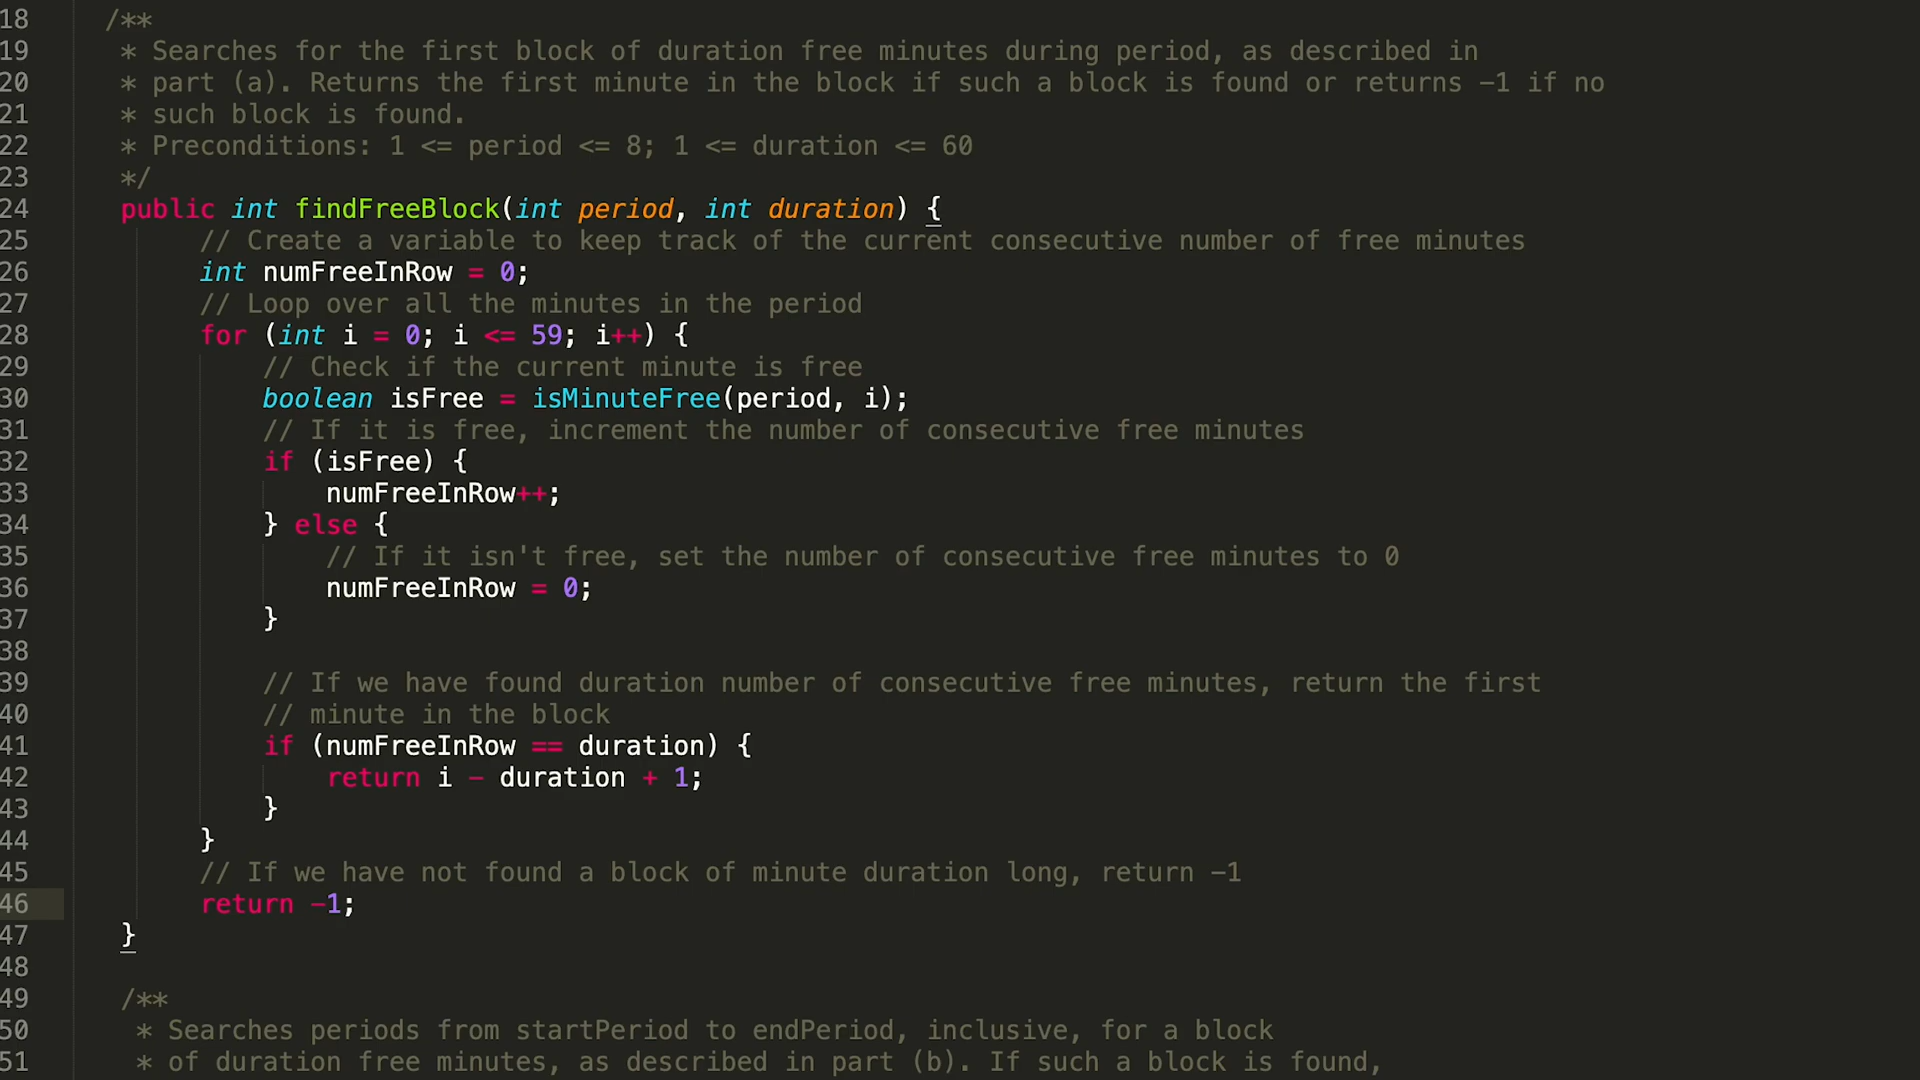 18 /**
19 * Searches for the first block of duration free minutes during period, as described in
20 * part (a). Returns the first minute in the block if such a block is found or returns -1 if no
21 * such block is found.
22 * Preconditions: 1 <= period <= 8; 1 <= duration <= 60
23 */
24 public int findFreeBlock(int period, int duration) {
25 // Create a variable to keep track of the current consecutive number of free minutes
26 int numFreeInRow = 0;
27 // Loop over all the minutes in the period
28 for (int i = 0; i <= 59; i++) {
29 // Check if the current minute is free
30 boolean isFree = isMinuteFree(period, i);
31 // If it is free, increment the number of consecutive free minutes
32 if (isFree) {
33 numFreeInRow++;
34 } else {
35 // If it isn't free, set the number of consecutive free minutes to 0
36 numFreeInRow = 0;
37 }
38
39 // If we have found duration number of consecutive free minutes, return the first
40 // minute in the block
41 if (numFreeInRow == duration) {
42 return i - duration + 1;
43 }
44 }
45 // If we have not found a block of minute duration long, return -1
46 return -1;
47 }
48
49 /**
50 * Searches periods from startPeriod to endPeriod, inclusive, for a block
51 * of duration free minutes, as described in part (b). If such a block is found,